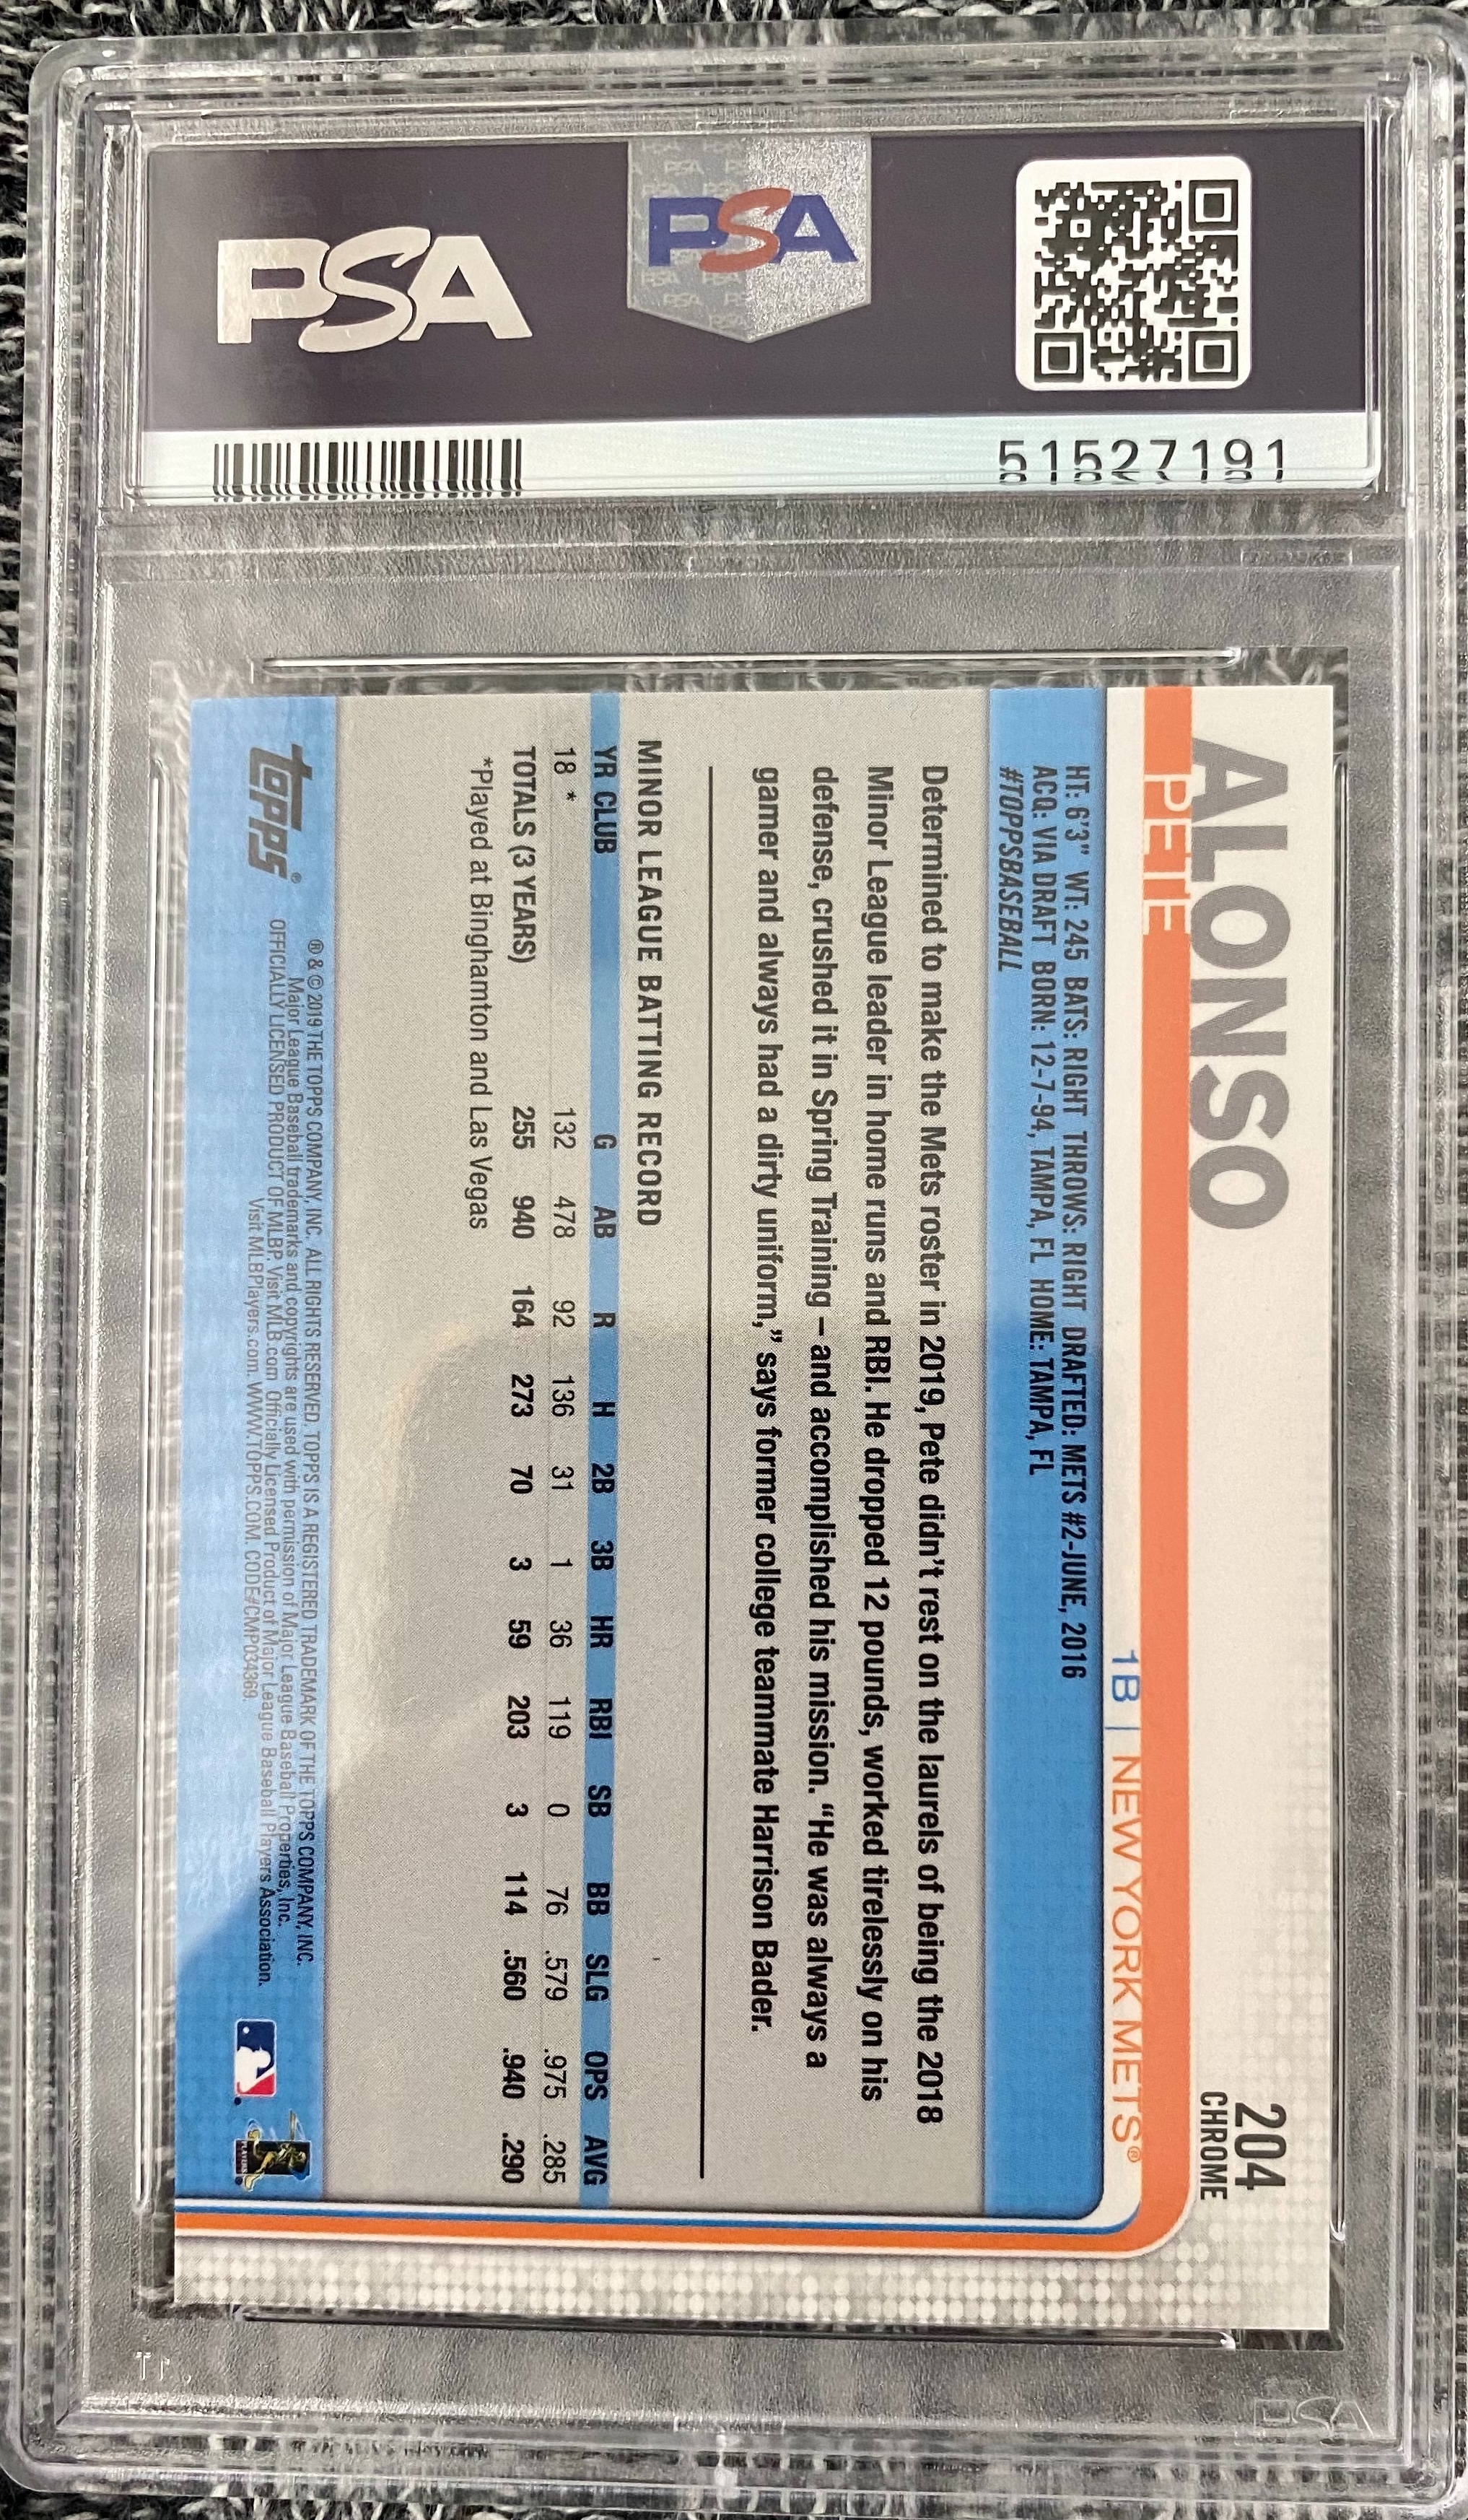 PSA
PSA
51527191
204
CHROME
ALONSO
PETE
1B | NEW YORK METS®
HT: 6'3" WT: 245 BATS: RIGHT THROWS: RIGHT DRAFTED: METS #2-JUNE, 2016
ACQ: VIA DRAFT BORN: 12-7-94, TAMPA, FL HOME: TAMPA, FL
#TOPPSBASEBALL
Determined to make the Mets roster in 2019, Pete didn't rest on the laurels of being the 2018
Minor League leader in home runs and RBI. He dropped 12 pounds, worked tirelessly on his
defense, crushed it in Spring Training – and accomplished his mission. “He was always a
gamer and always had a dirty uniform,” says former college teammate Harrison Bader.
MINOR LEAGUE BATTING RECORD
YR CLUB G AB R H 2B 3B HR RBI SB BB SLG OPS AVG
18 * 132 478 92 136 31 1 36 119 0 76 .579 .975 .285
TOTALS (3 YEARS) 255 940 164 273 70 3 59 203 3 114 .560 .940 .290
*Played at Binghamton and Las Vegas
topps®
® & © 2019 THE TOPPS COMPANY, INC. ALL RIGHTS RESERVED. TOPPS IS A REGISTERED TRADEMARK OF THE TOPPS COMPANY, INC.
Major League Baseball trademarks and copyrights are used with permission of Major League Baseball Properties, Inc.
OFFICIALLY LICENSED PRODUCT OF MLBP. Visit MLB.com Officially Licensed Product of Major League Baseball Players Association.
Visit MLBPlayers.com. WWW.TOPPS.COM. CODE#CMP034369.
PSA